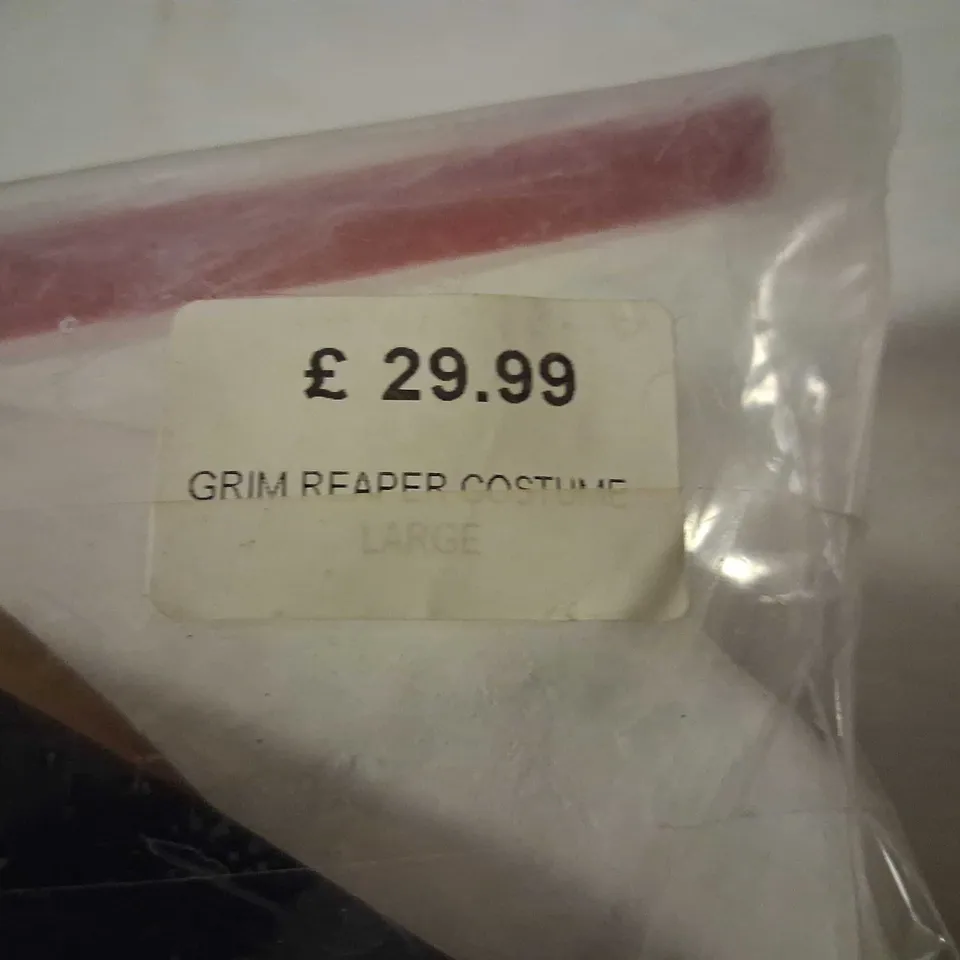 £ 29.99
GRIM REAPER COSTUME
LARGE